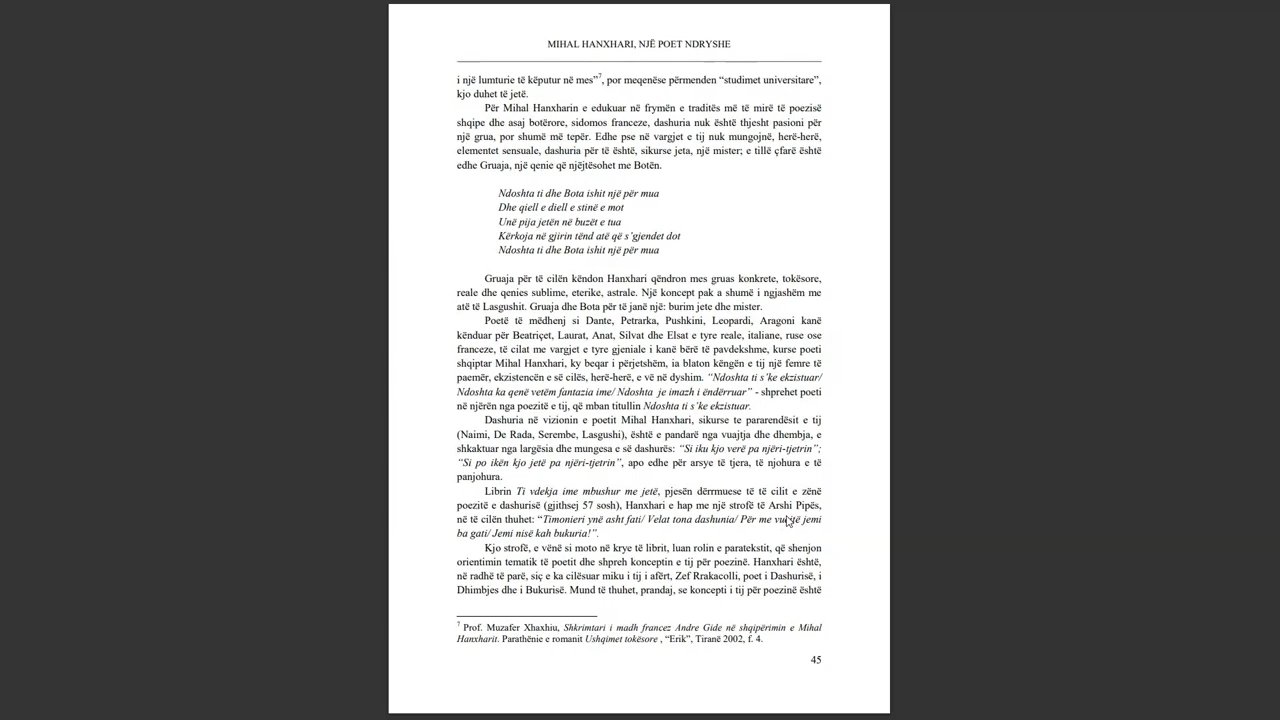 MIHAL HANXHARI, NJË POET NDRYSHE
i një lumturie të këputur në mes”7, por meqenëse përmenden “studimet universitare”,
kjo duhet të jetë.
Për Mihal Hanxharin e edukuar në frymën e traditës më të mirë të poezisë
shqipe dhe asaj botërore, sidomos franceze, dashuria nuk është thjesht pasioni për
një grua, por shumë më tepër. Edhe pse në vargjet e tij nuk mungojnë, herë-herë,
elementet sensuale, dashuria për të është, sikurse jeta, një mister; e tillë çfarë është
edhe Gruaja, një qenie që njëjtësohet me Botën.
Ndoshta ti dhe Bota ishit një për mua
Dhe qiell e diell e stinë e mot
Unë pija jetën në buzët e tua
Kërkoja në gjirin tënd atë që s’gjendet dot
Ndoshta ti dhe Bota ishit një për mua
Gruaja për të cilën këndon Hanxhari qëndron mes gruas konkrete, tokësore,
reale dhe qenies sublime, eterike, astrale. Një koncept pak a shumë i ngjashëm me
atë të Lasgushit. Gruaja dhe Bota për të janë një: burim jete dhe mister.
Poetë të mëdhenj si Dante, Petrarka, Pushkini, Leopardi, Aragoni kanë
kënduar për Beatriçet, Laurat, Anat, Silvat dhe Elsat e tyre reale, italiane, ruse ose
franceze, të cilat me vargjet e tyre gjeniale i kanë bërë të pavdekshme, kurse poeti
shqiptar Mihal Hanxhari, ky beqar i përjetshëm, ia blaton këngën e tij një femre të
paemër, ekzistencën e së cilës, herë-herë, e vë në dyshim. “Ndoshta ti s’ke ekzistuar/
Ndoshta ka qenë vetëm fantazia ime/ Ndoshta je imazh i ëndërruar” - shprehet poeti
në njërën nga poezitë e tij, që mban titullin Ndoshta ti s’ke ekzistuar.
Dashuria në vizionin e poetit Mihal Hanxhari, sikurse te pararendësit e tij
(Naimi, De Rada, Serembe, Lasgushi), është e pandarë nga vuajtja dhe dhembja, e
shkaktuar nga largësia dhe mungesa e së dashurës: “Si iku kjo verë pa njëri-tjetrin”;
“Si po ikën kjo jetë pa njëri-tjetrin”, apo edhe për arsye të tjera, të njohura e të
panjohura.
Librin Ti vdekja ime mbushur me jetë, pjesën dërrmuese të të cilit e zënë
poezitë e dashurisë (gjithsej 57 sosh), Hanxhari e hap me një strofë të Arshi Pipës,
në të cilën thuhet: “Timonieri ynë asht fati/ Velat tona dashunia/ Për me vuejtë jemi
ba gati/ Jemi nisë kah bukuria!”.
Kjo strofë, e vënë si moto në krye të librit, luan rolin e paratekstit, që shenjon
orientimin tematik të poetit dhe shpreh konceptin e tij për poezinë. Hanxhari është,
në radhë të parë, siç e ka cilësuar miku i tij i afërt, Zef Rrakacolli, poet i Dashurisë, i
Dhimbjes dhe i Bukurisë. Mund të thuhet, prandaj, se koncepti i tij për poezinë është
7 Prof. Muzafer Xhaxhiu, Shkrimtari i madh francez Andre Gide në shqipërimin e Mihal
Hanxharit. Parathënie e romanit Ushqimet tokësore , “Erik”, Tiranë 2002, f. 4.
45